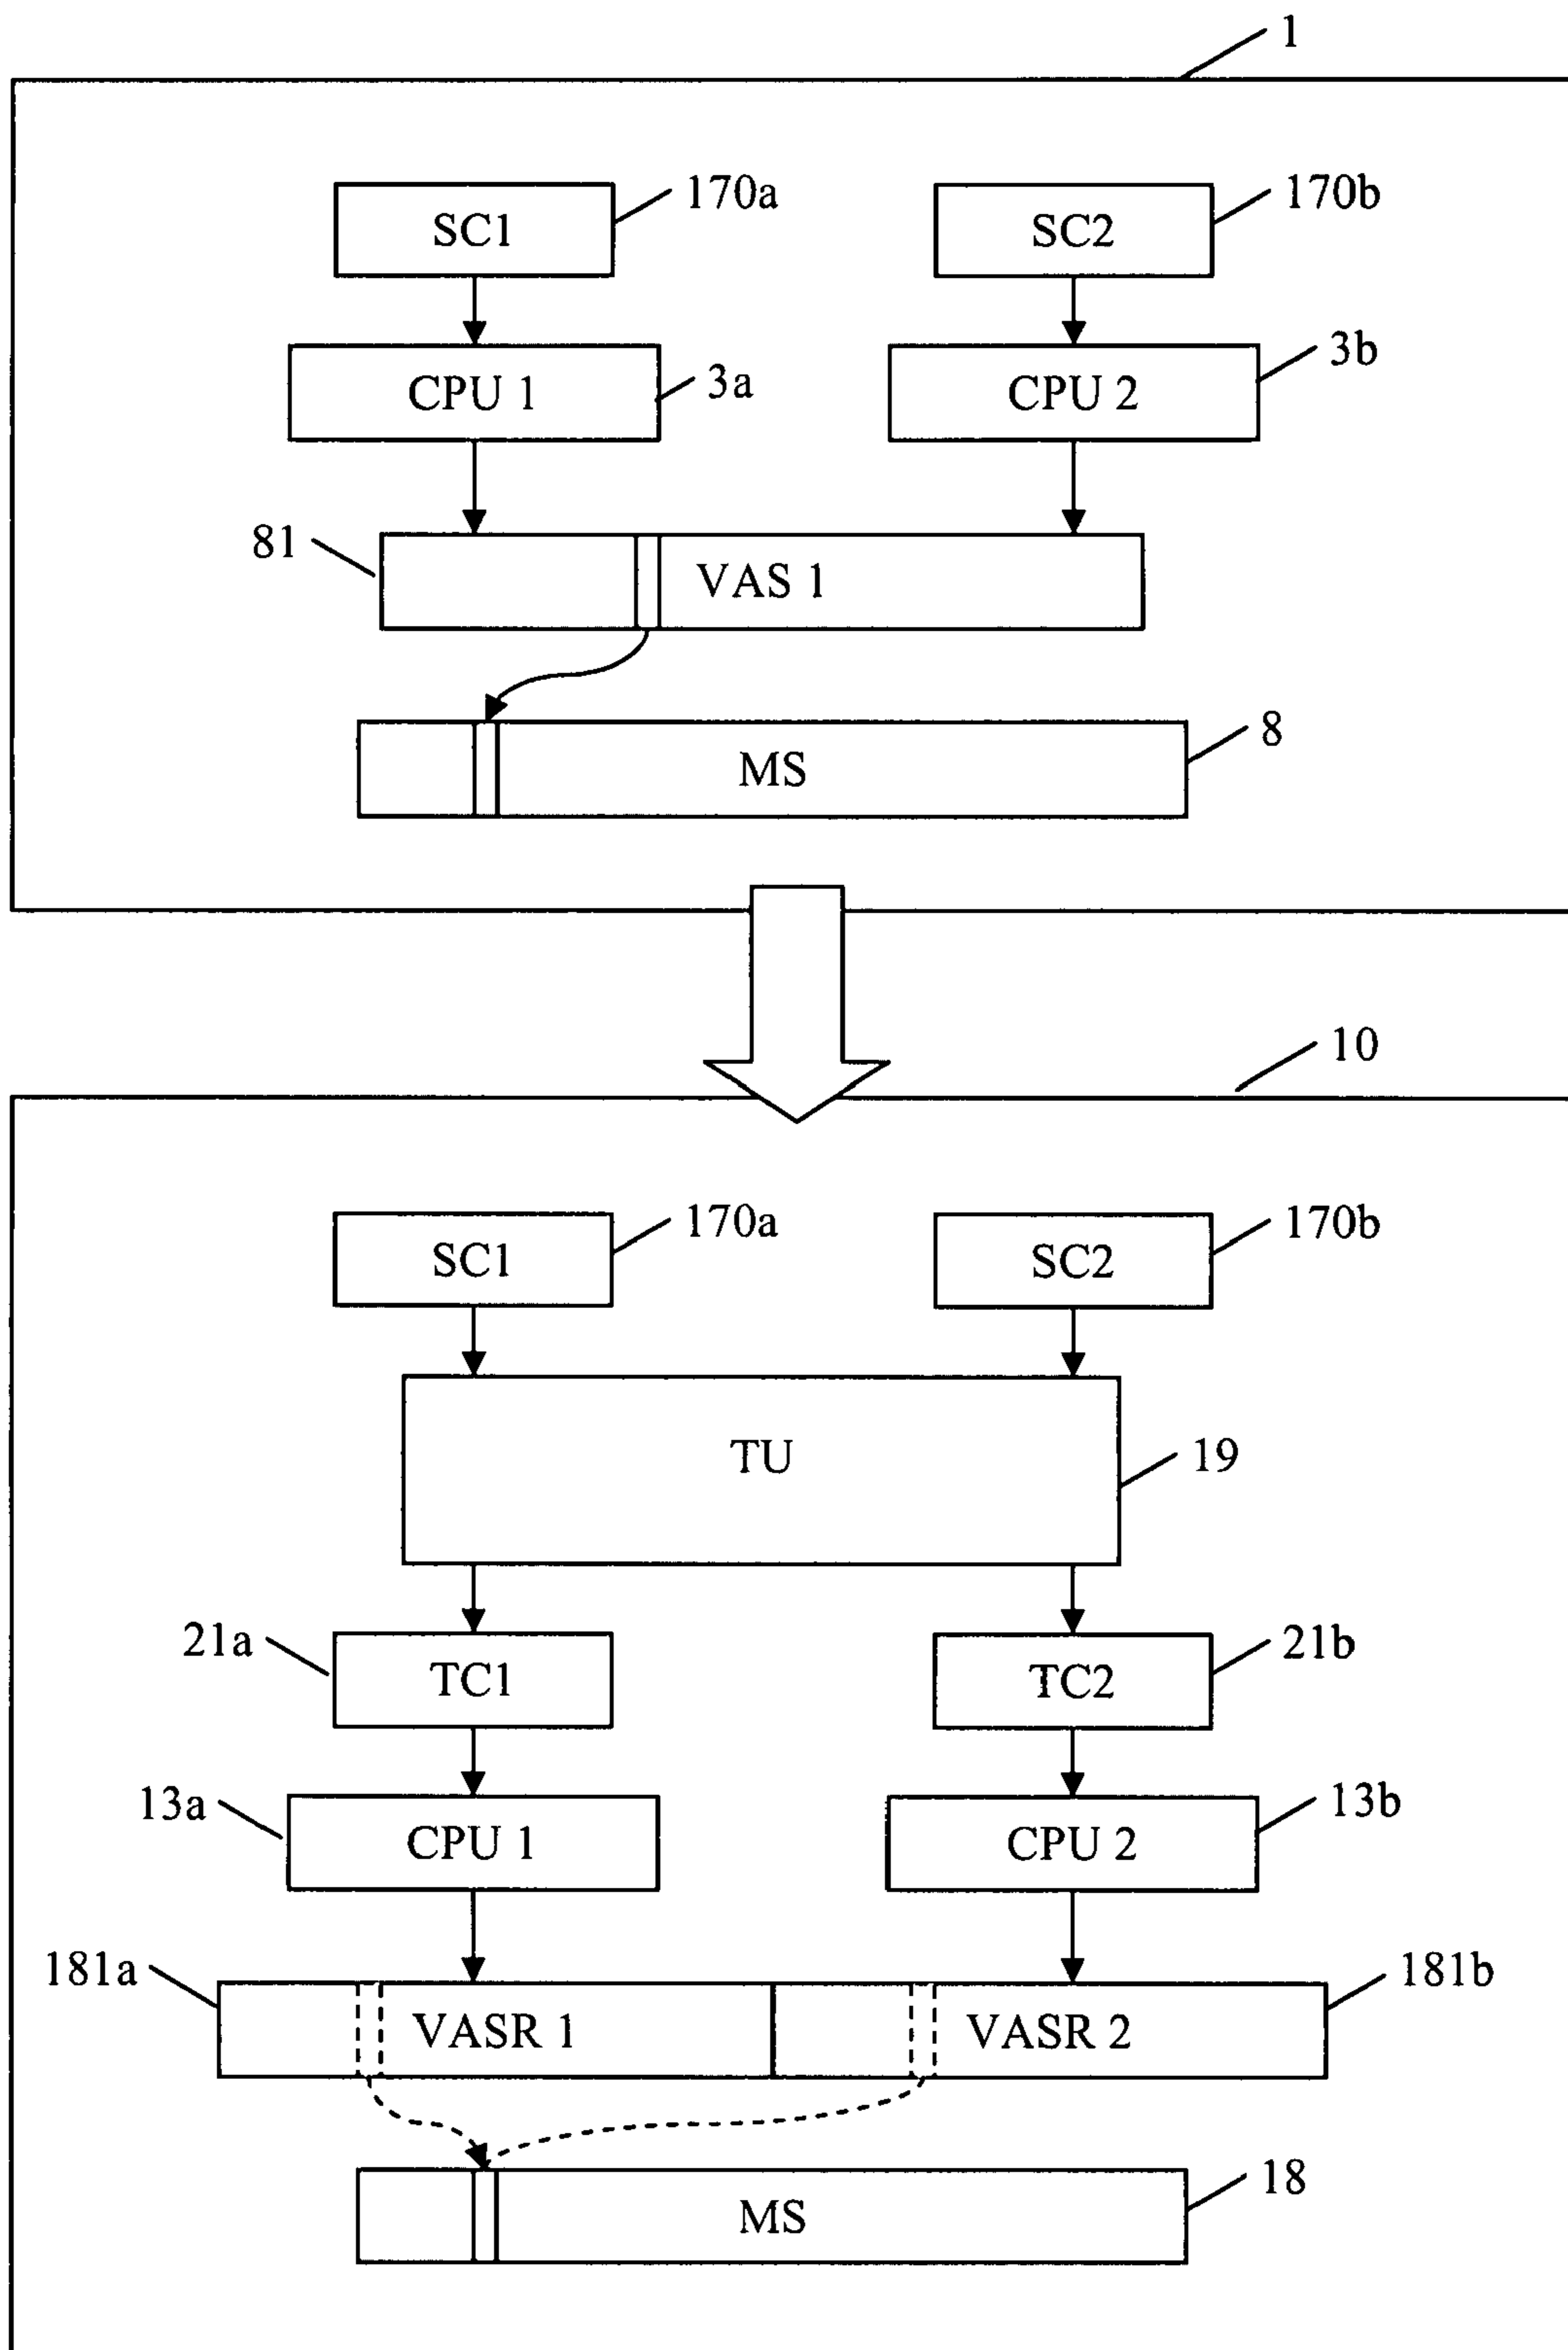 1
170a
170b
SC1
SC2
3a
3b
CPU 1
CPU 2
81
VAS 1
8
MS
10
170a
170b
SC1
SC2
TU
19
21a
21b
TC1
TC2
13a
13b
CPU 1
CPU 2
181a
181b
VASR 1
VASR 2
18
MS